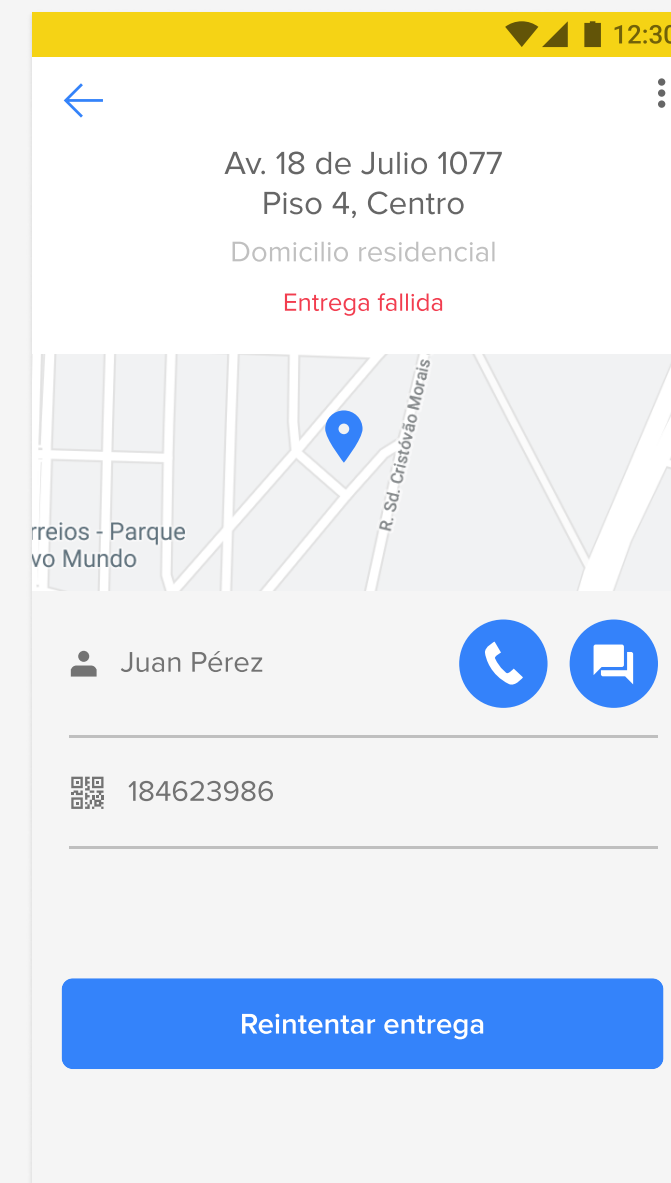 12:30
Av. 18 de Julio 1077
Piso 4, Centro
Domicilio residencial
Entrega fallida
R. Sd. Cristóvão Morais
rreios - Parque
vo Mundo
Juan Pérez
184623986
Reintentar entrega